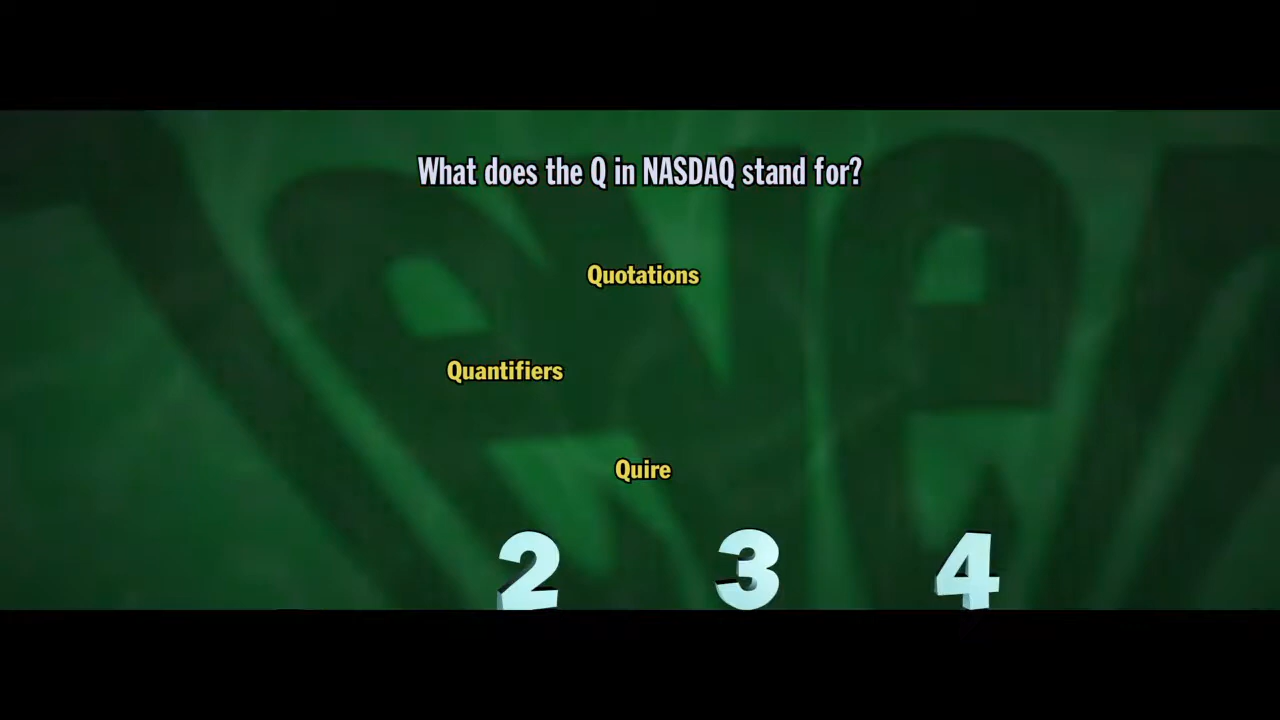 What does the Q in NASDAQ stand for?
Quotations
Quantifiers
Quire
2 3 4